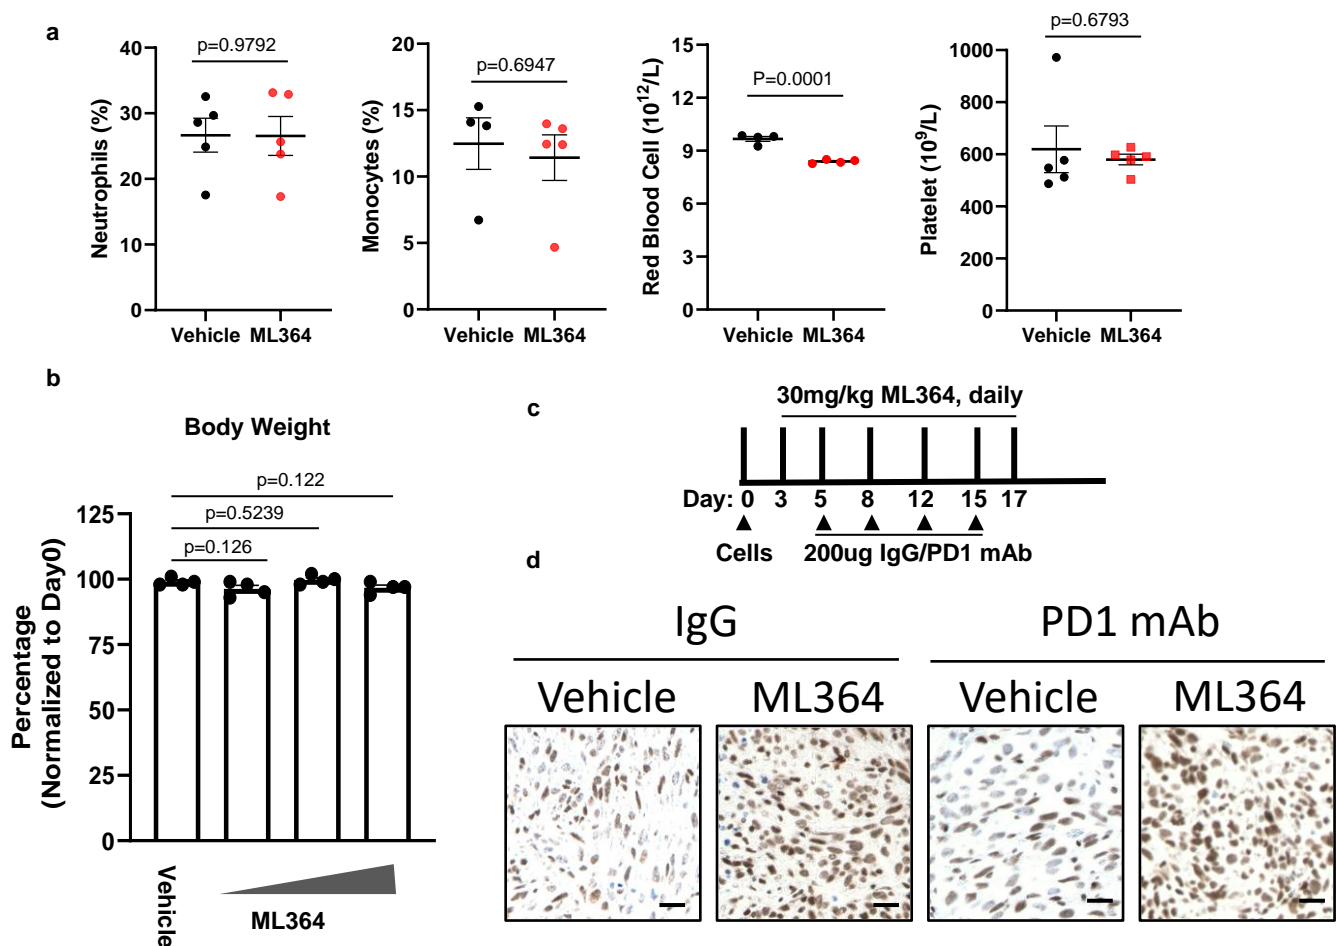 a
p=0.9792
Neutrophils (%)
40
30
20
10
0
Vehicle ML364
p=0.6947
Monocytes (%)
20
15
10
5
0
Vehicle ML364
P=0.0001
Red Blood Cell (10^12/L)
15
12
9
6
3
0
Vehicle ML364
p=0.6793
Platelet (10^9/L)
1000
800
600
400
200
0
Vehicle ML364
b
Body Weight
p=0.122
p=0.5239
p=0.126
Percentage
(Normalized to Day0)
125
100
75
50
25
0
Vehicle
ML364
c
30mg/kg ML364, daily
Day: 0 3 5 8 12 15 17
Cells 200ug IgG/PD1 mAb
d
IgG PD1 mAb
Vehicle ML364 Vehicle ML364